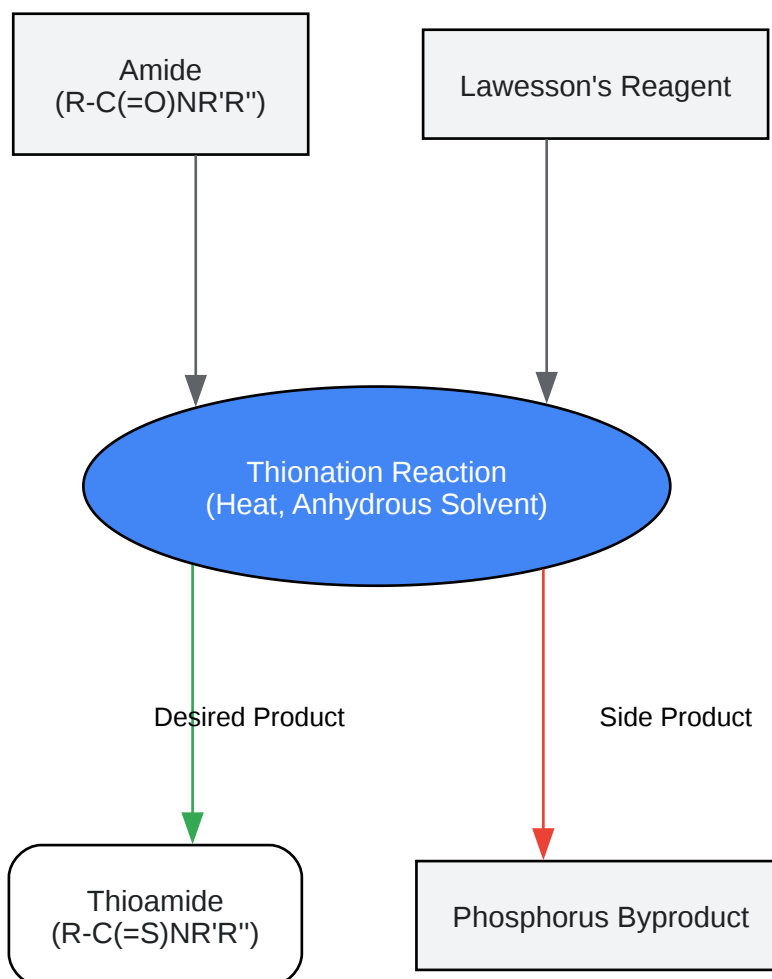 Amide
(R-C(=O)NR'R")
Lawesson's Reagent
Thionation Reaction
(Heat, Anhydrous Solvent)
Desired Product
Side Product
Thioamide
(R-C(=S)NR'R")
Phosphorus Byproduct